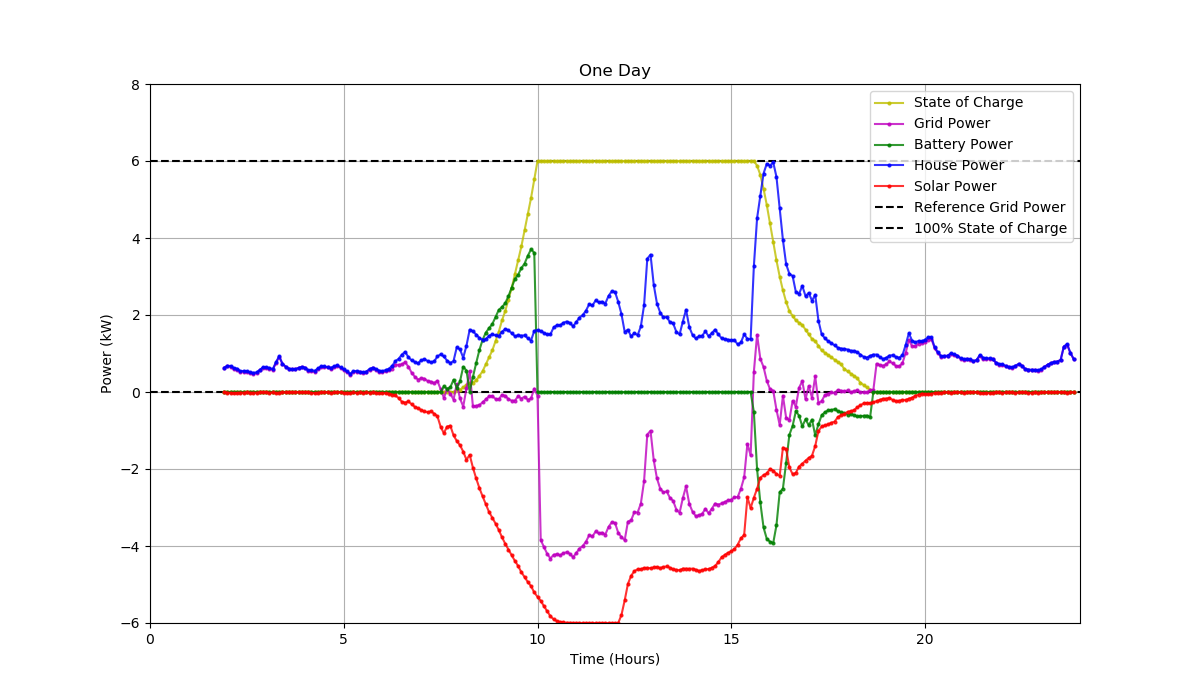 One Day
8
6
4
2
0
−2
−4
−6
Power (kW)
State of Charge
Grid Power
Battery Power
House Power
Solar Power
Reference Grid Power
100% State of Charge
0
5
10
15
20
Time (Hours)